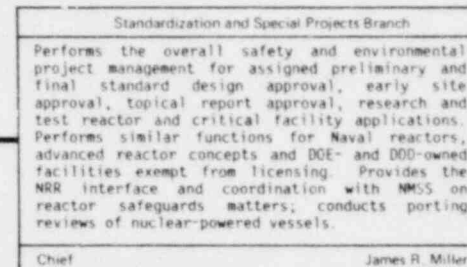 Standardization and Special Projects Branch
Performs the overall safety and environmental
project management for assigned preliminary and
final standard design approval, early site
approval, topical report approval, research and
test reactor and critical facility applications.
Performs similar functions for Naval reactors,
advanced reactor concepts and DOE- and DOD-owned
facilities exempt from licensing. Provides the
NRR interface and coordination with NMSS on
reactor safeguards matters; conducts porting
reviews of nuclear-powered vessels.
Chief James R. Miller